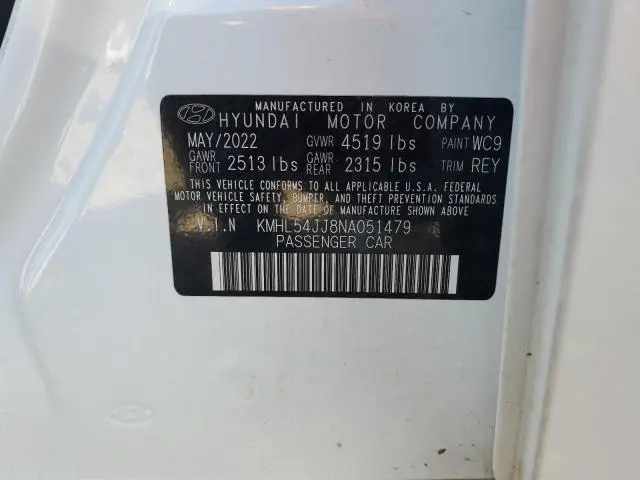 MANUFACTURED IN KOREA BY
HYUNDAI MOTOR COMPANY
MAY/2022 GVWR 4519 lbs PAINT WC9
GAWR FRONT 2513 lbs GAWR REAR 2315 lbs TRIM REY
THIS VEHICLE CONFORMS TO ALL APPLICABLE U.S.A. FEDERAL
MOTOR VEHICLE SAFETY, BUMPER, AND THEFT PREVENTION STANDARDS
IN EFFECT ON THE DATE OF MANUFACTURE SHOWN ABOVE.
V.I.N KMHL54JJ8NA051479
PASSENGER CAR